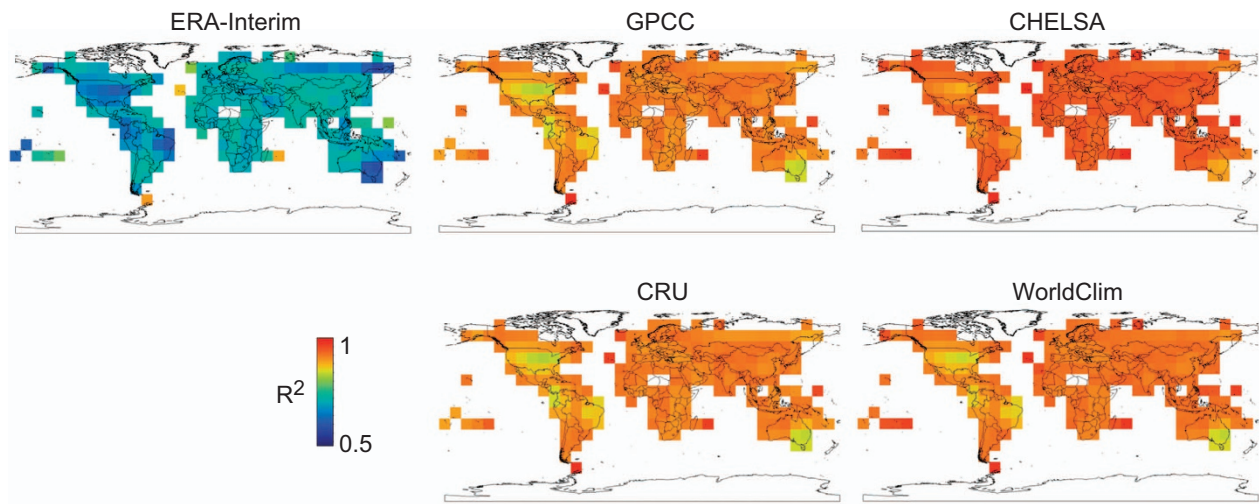 ERA-Interim
GPCC
CHELSA
CRU
WorldClim
1
R²
0.5